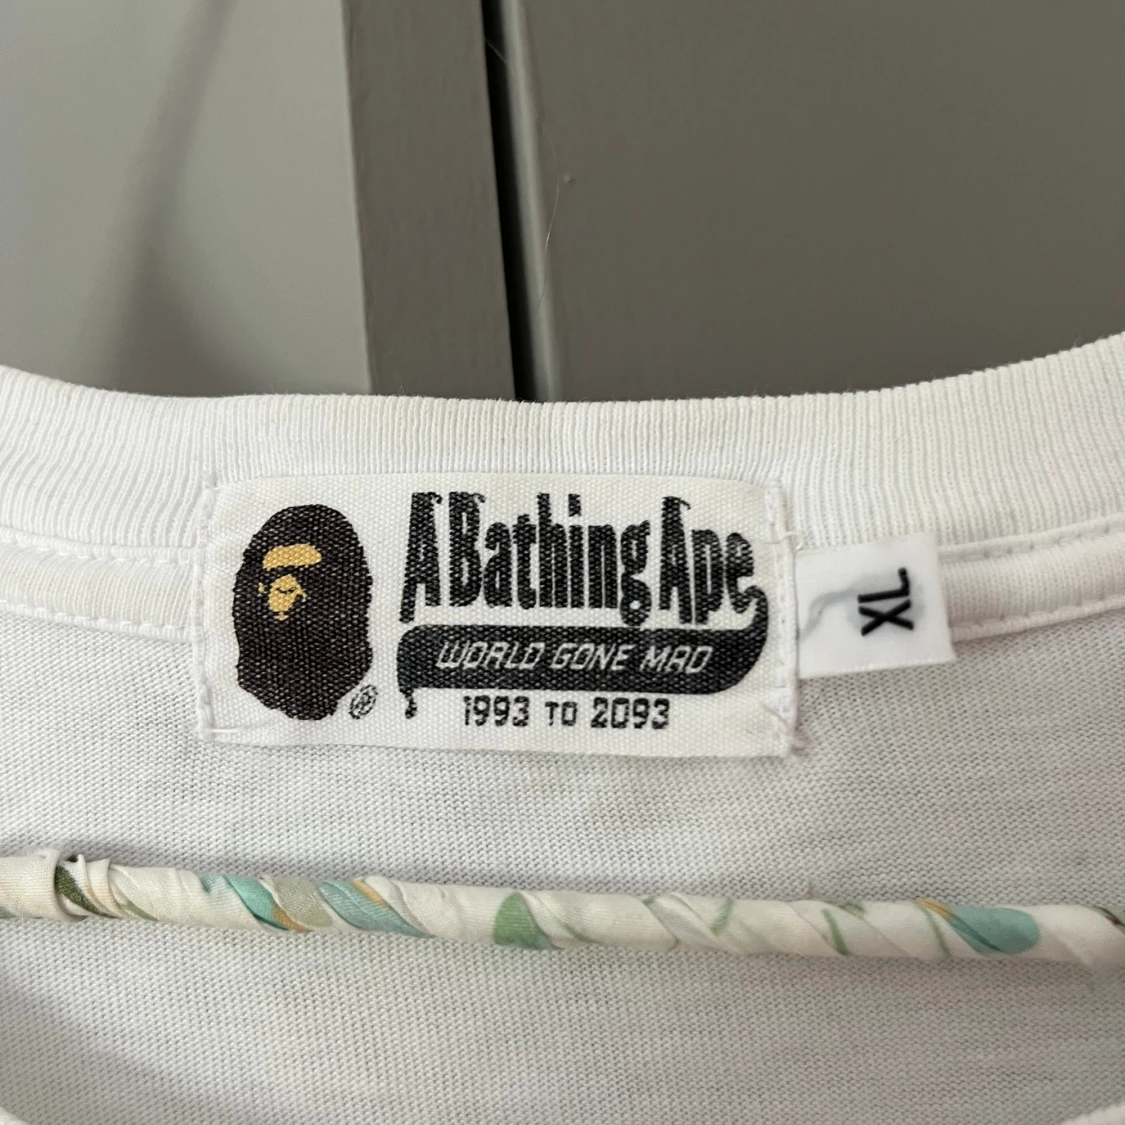 A Bathing Ape
WORLD GONE MAD
1993 TO 2093
XL